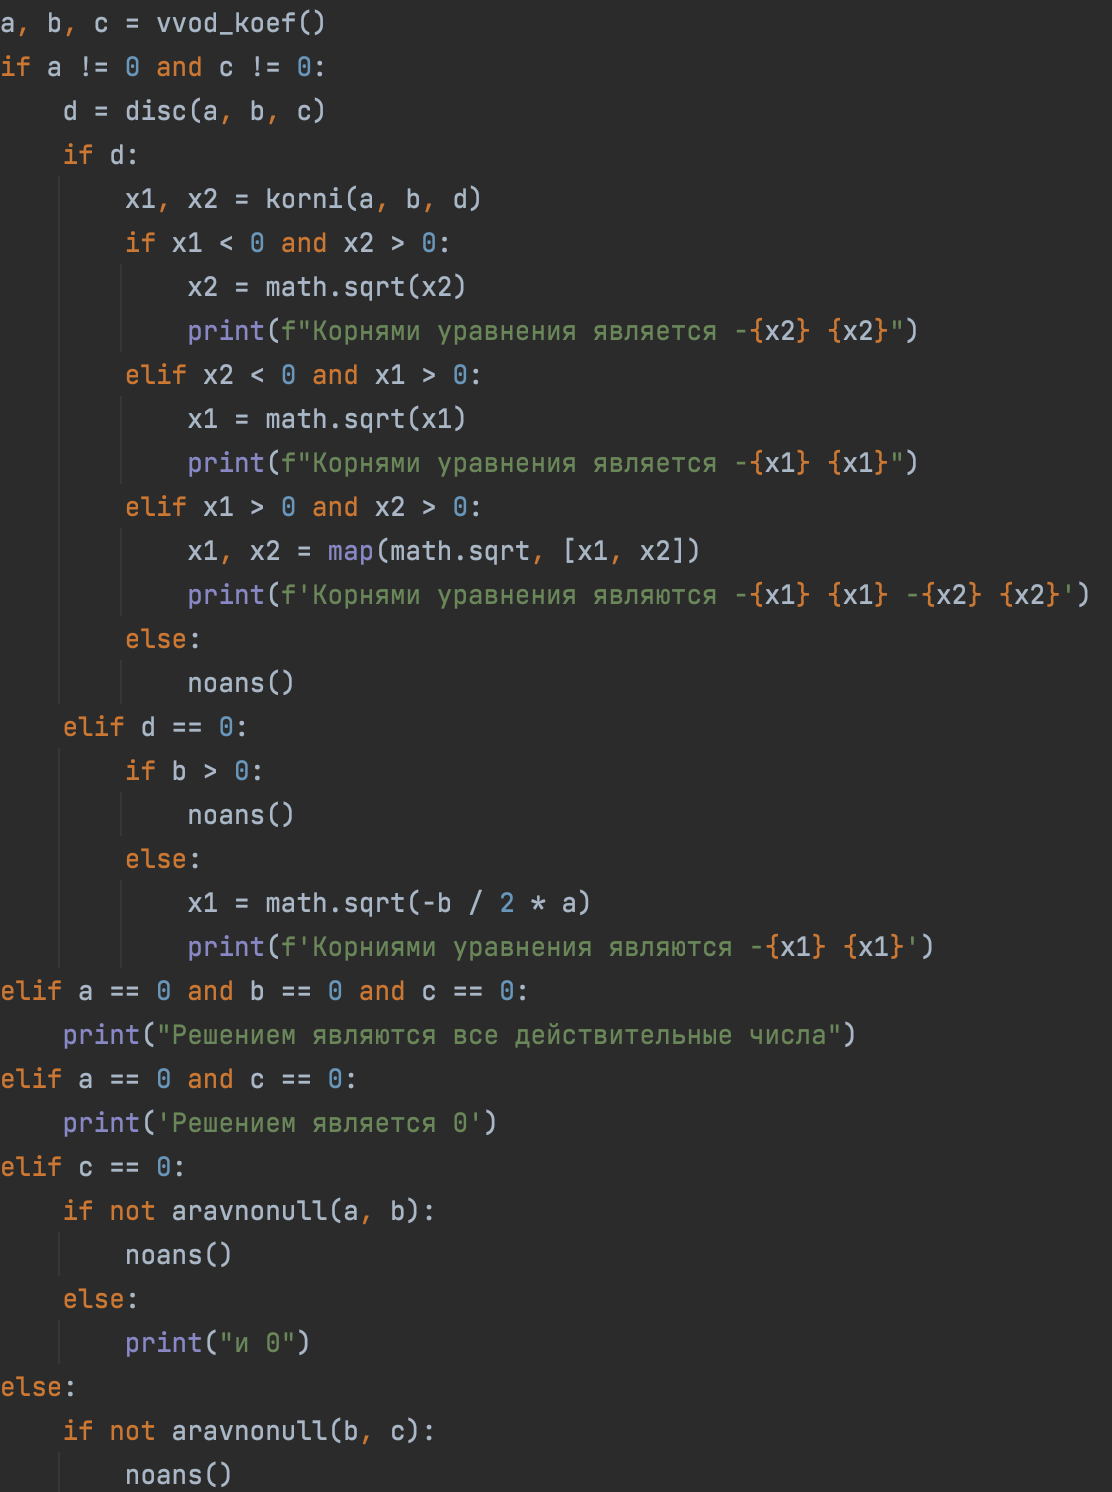 a, b, c = vvod_koef()
if a != 0 and c != 0:
    d = disc(a, b, c)
    if d:
        x1, x2 = korni(a, b, d)
        if x1 < 0 and x2 > 0:
            x2 = math.sqrt(x2)
            print(f"Корнями уравнения является -{x2} {x2}")
        elif x2 < 0 and x1 > 0:
            x1 = math.sqrt(x1)
            print(f"Корнями уравнения является -{x1} {x1}")
        elif x1 > 0 and x2 > 0:
            x1, x2 = map(math.sqrt, [x1, x2])
            print(f'Корнями уравнения являются -{x1} {x1} -{x2} {x2}')
        else:
            noans()
    elif d == 0:
        if b > 0:
            noans()
        else:
            x1 = math.sqrt(-b / 2 * a)
            print(f'Корниями уравнения являются -{x1} {x1}')
elif a == 0 and b == 0 and c == 0:
    print("Решением являются все действительные числа")
elif a == 0 and c == 0:
    print('Решением является 0')
elif c == 0:
    if not aravnonull(a, b):
        noans()
    else:
        print("и 0")
else:
    if not aravnonull(b, c):
        noans()